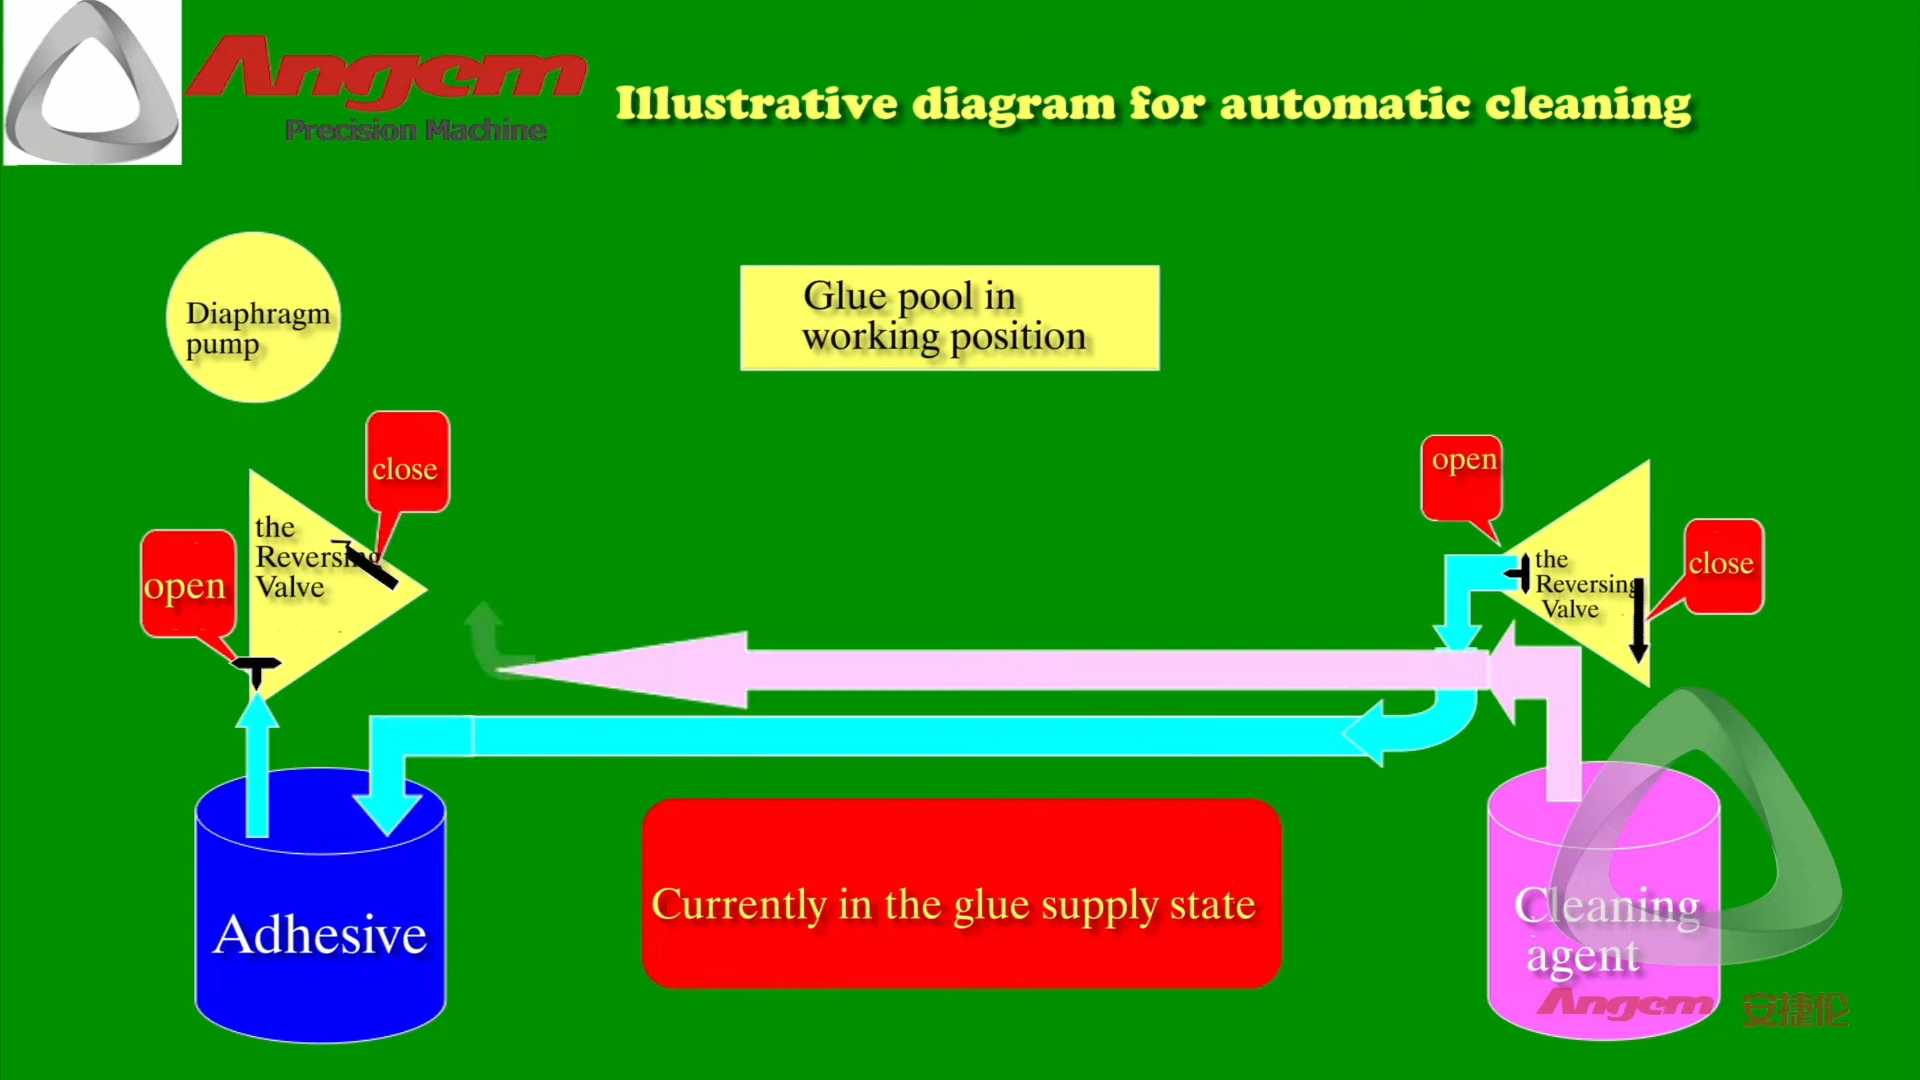 Angem
Precision Machine
Illustrative diagram for automatic cleaning
Diaphragm
pump
Glue pool in
working position
close
open
the
Reversing
Valve
open
close
the
Reversing
Valve
Adhesive
Currently in the glue supply state
Cleaning
agent
Angem 安捷伦